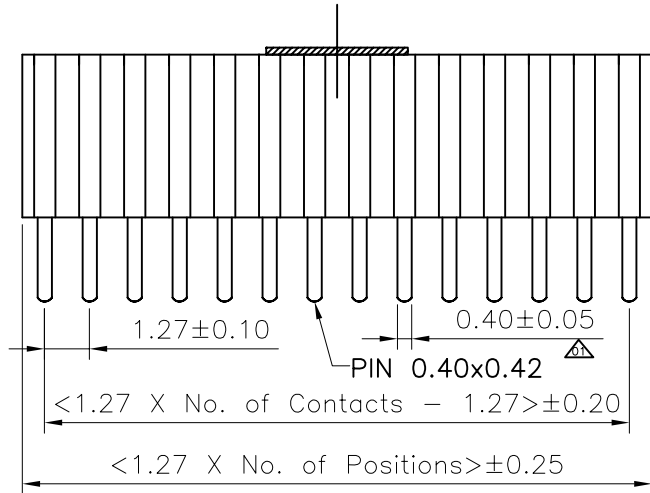 1.27±0.10
0.40±0.05
01
PIN 0.40x0.42
<1.27 X No. of Contacts - 1.27>±0.20
<1.27 X No. of Positions>±0.25